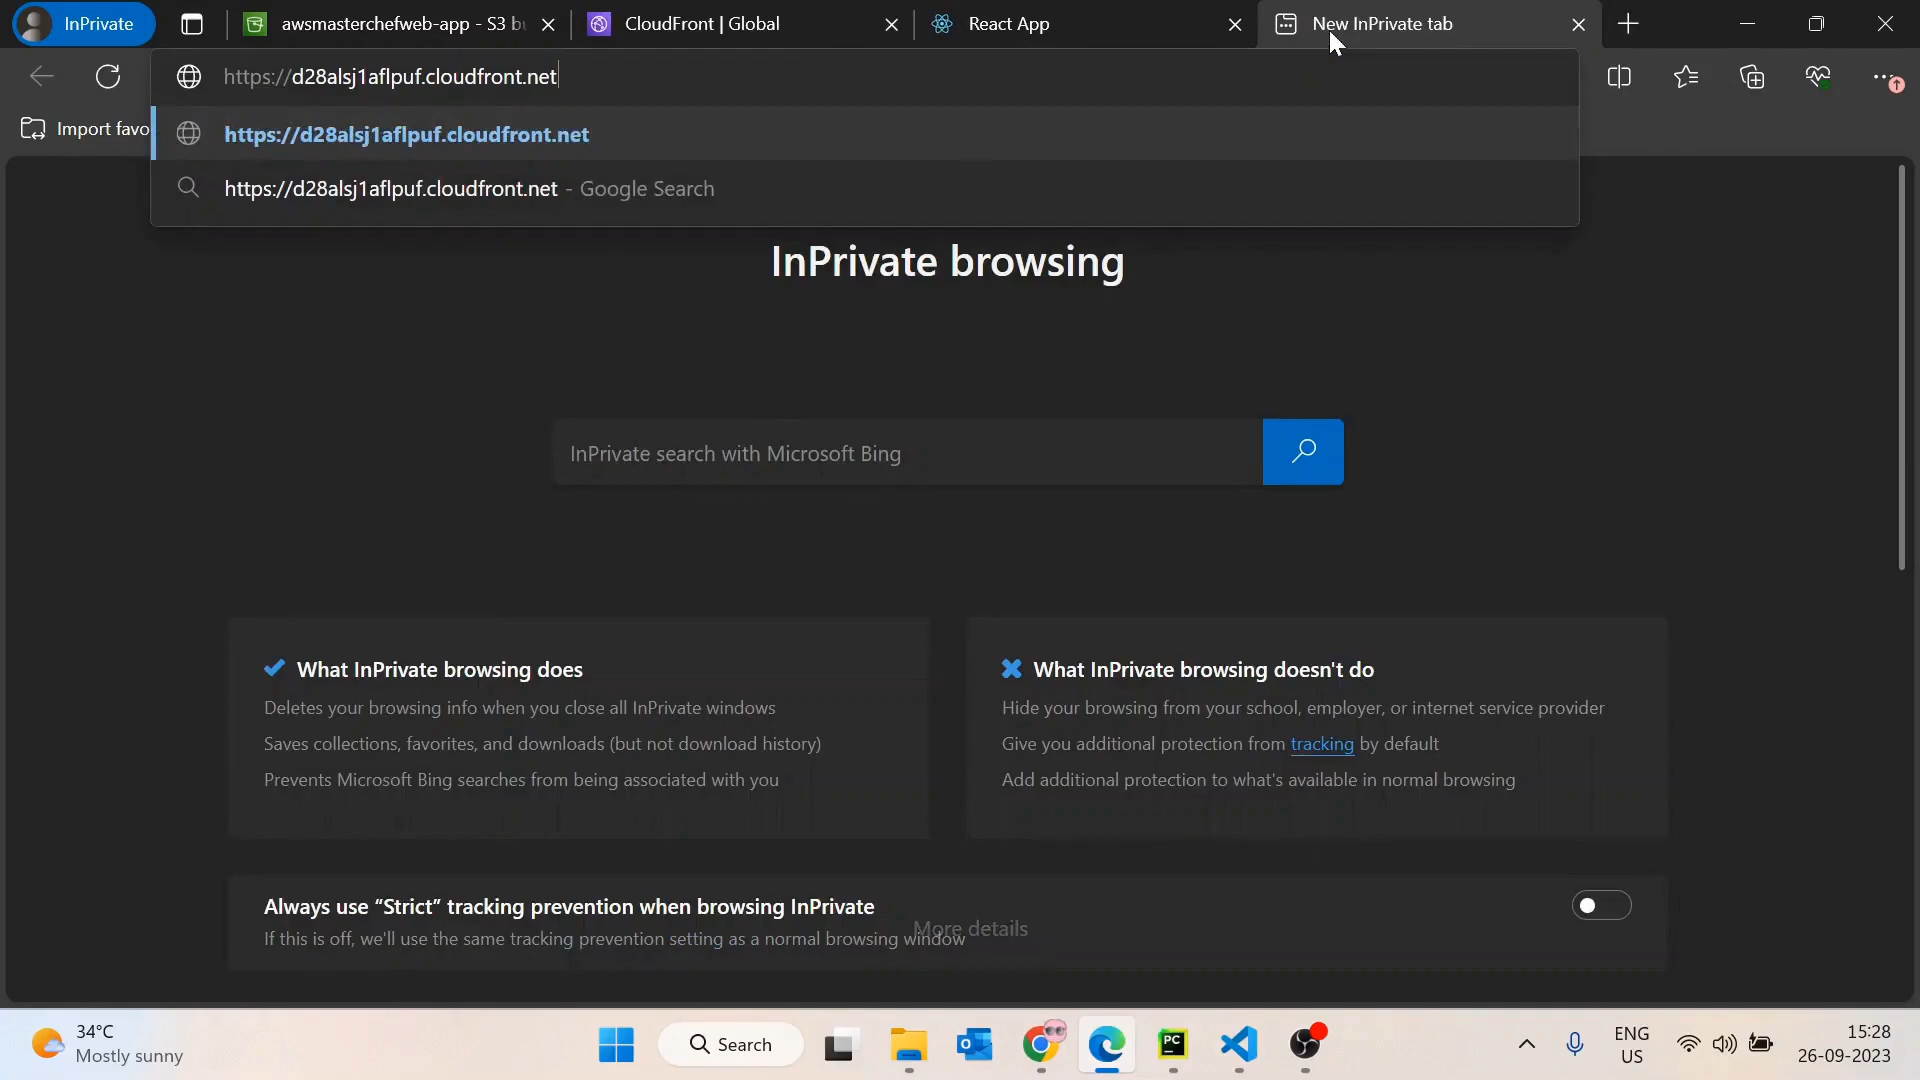 InPrivate
awsmasterchefweb-app - S3 bu
CloudFront | Global
React App
New InPrivate tab
https://d28alsj1aflpuf.cloudfront.net
Import favo
https://d28alsj1aflpuf.cloudfront.net
https://d28alsj1aflpuf.cloudfront.net - Google Search
InPrivate browsing
InPrivate search with Microsoft Bing
What InPrivate browsing does
Deletes your browsing info when you close all InPrivate windows
Saves collections, favorites, and downloads (but not download history)
Prevents Microsoft Bing searches from being associated with you
What InPrivate browsing doesn't do
Hide your browsing from your school, employer, or internet service provider
Give you additional protection from tracking by default
Add additional protection to what's available in normal browsing
Always use “Strict” tracking prevention when browsing InPrivate
If this is off, we'll use the same tracking prevention setting as a normal browsing window
More details
34°C
Mostly sunny
Search
PC
ENG
US
15:28
26-09-2023